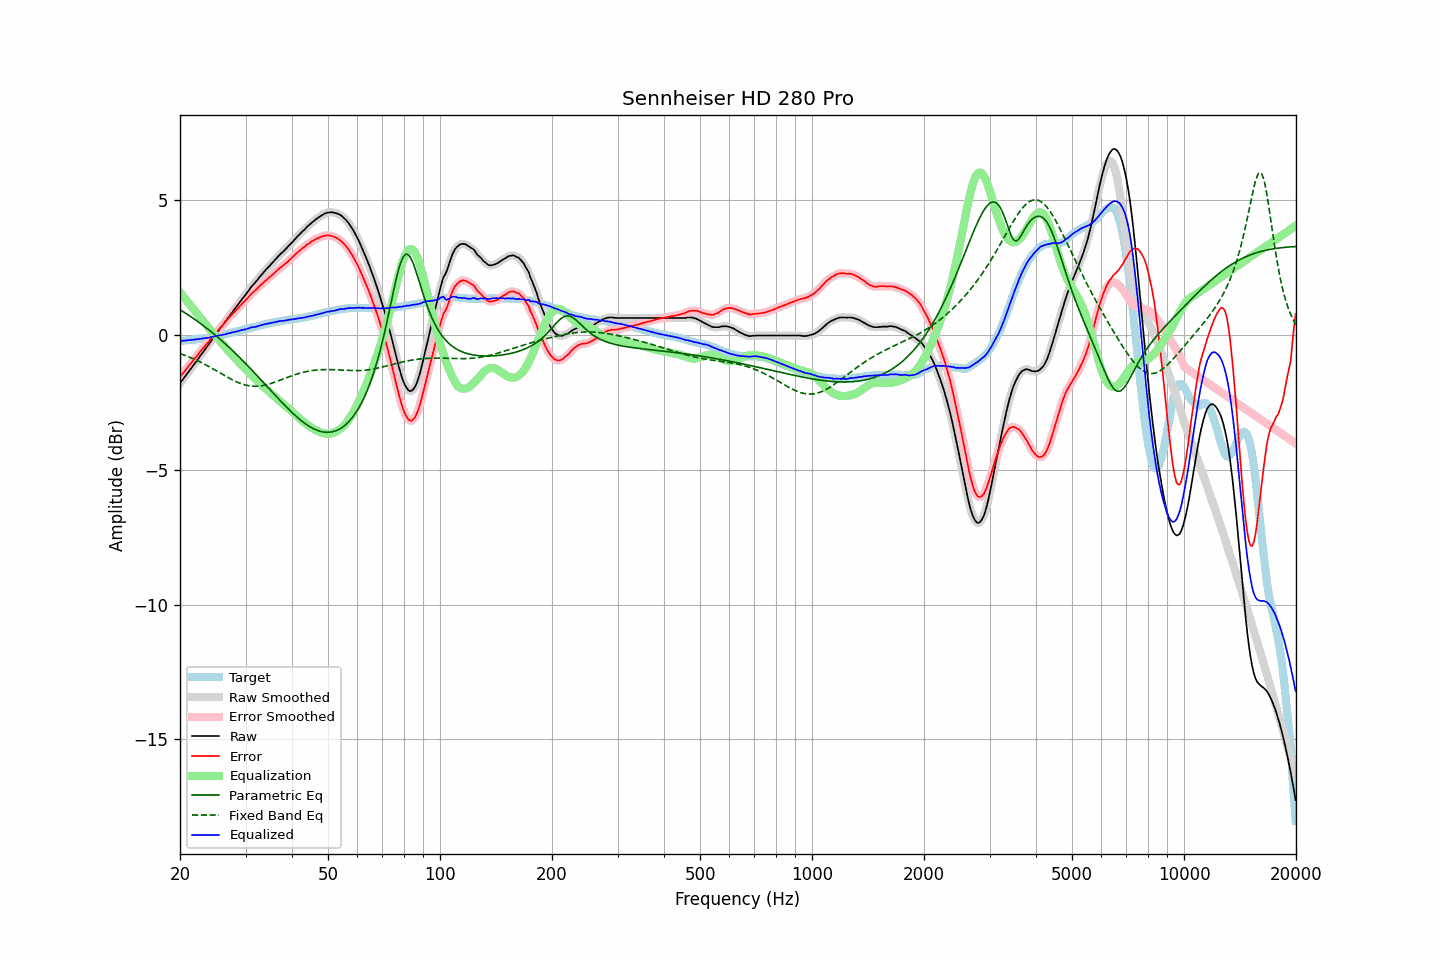 Sennheiser HD 280 Pro
Amplitude (dBr)
5
0
−5
−10
−15
Target
Raw Smoothed
Error Smoothed
Raw
Error
Equalization
Parametric Eq
Fixed Band Eq
Equalized
20 50 100 200 500 1000 2000 5000 10000 20000
Frequency (Hz)